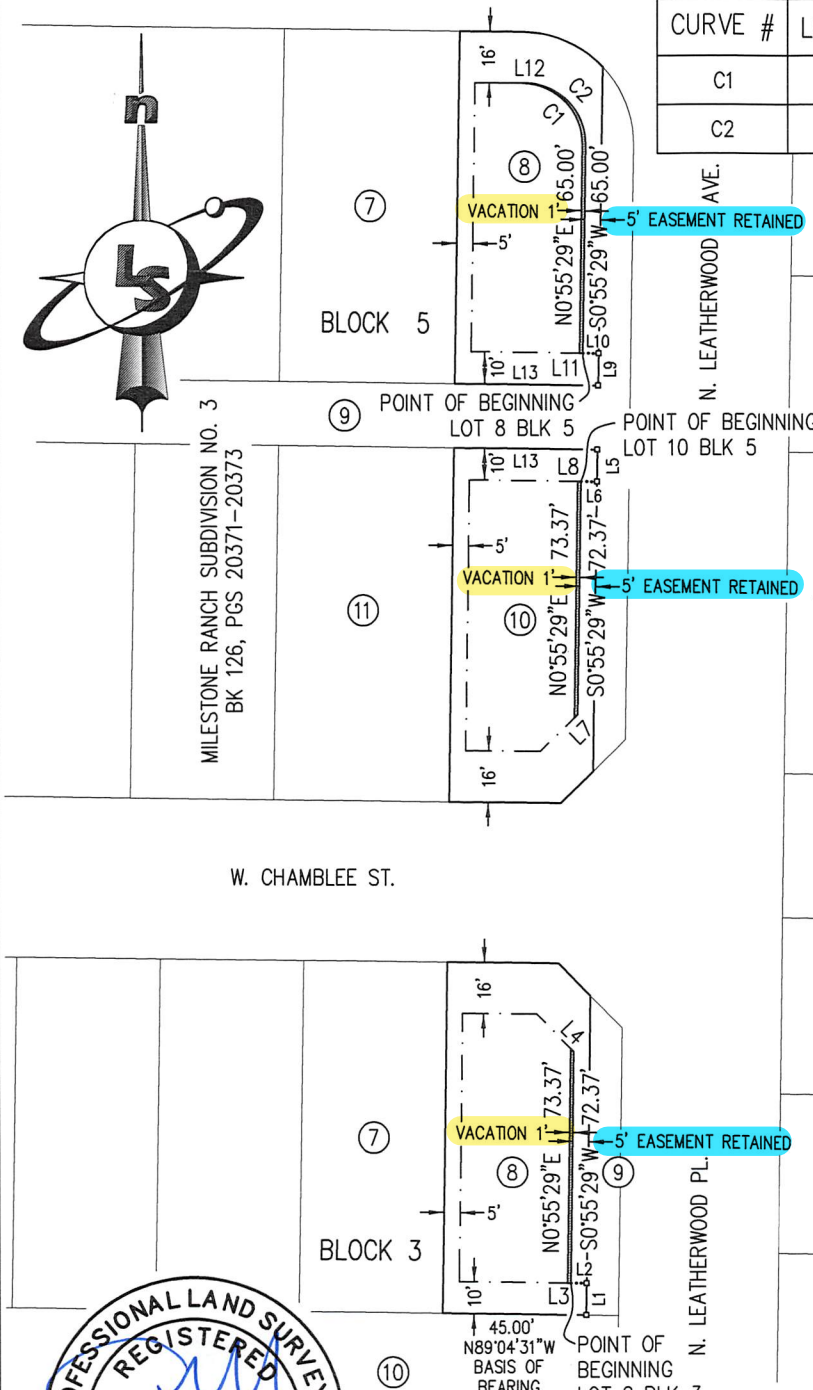 CURVE # L
C1
C2
n
LS
16'
L12
C2
C1
8
7
VACATION 1'
5' EASEMENT RETAINED
5'
N0°55'29"E 65.00'
S0°55'29"W 65.00'
N. LEATHERWOOD AVE.
BLOCK 5
10'
L13
L11
L10
L9
9
POINT OF BEGINNING
LOT 8 BLK 5
POINT OF BEGINNING
LOT 10 BLK 5
MILESTONE RANCH SUBDIVISION NO. 3
BK 126, PGS 20371-20373
10'
L13
L8
L5
L6
5'
VACATION 1'
5' EASEMENT RETAINED
N0°55'29"E 73.37'
S0°55'29"W 72.37'
11
10
L7
16'
W. CHAMBLEE ST.
16'
L4
7
VACATION 1'
5' EASEMENT RETAINED
8
9
N0°55'29"E 73.37'
S0°55'29"W 72.37'
5'
N. LEATHERWOOD PL.
BLOCK 3
10'
L3
L2
L1
45.00'
N89°04'31"W
BASIS OF
BEARING
POINT OF
BEGINNING
10
PROFESSIONAL LAND SURVEY
REGISTERED